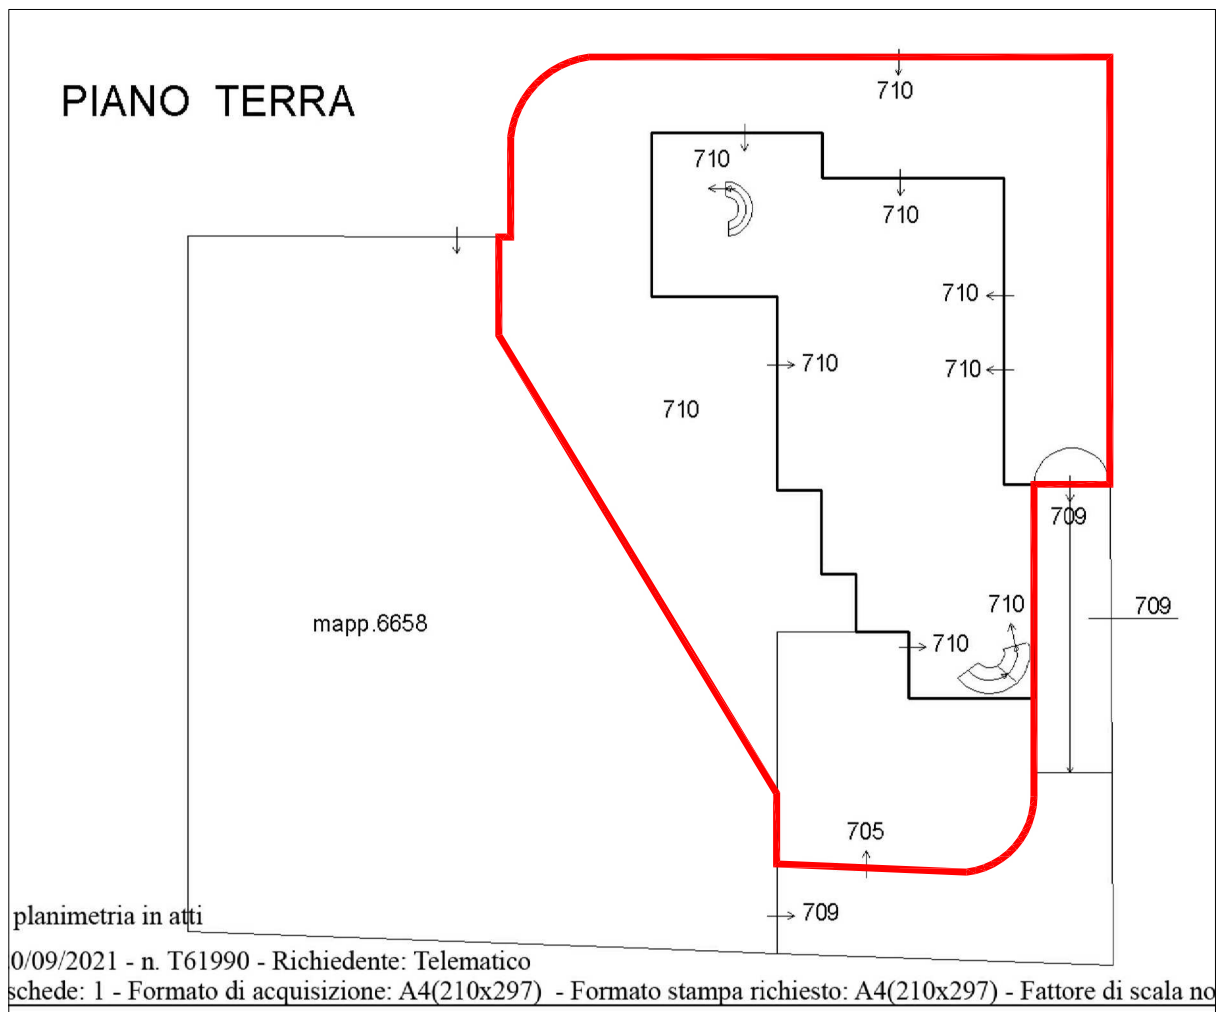 PIANO TERRA
710
710
710
710
710
710
710
709
710
709
mapp.6658
710
705
709
planimetria in atti
0/09/2021 - n. T61990 - Richiedente: Telematico
schede: 1 - Formato di acquisizione: A4(210x297) - Formato stampa richiesto: A4(210x297) - Fattore di scala no